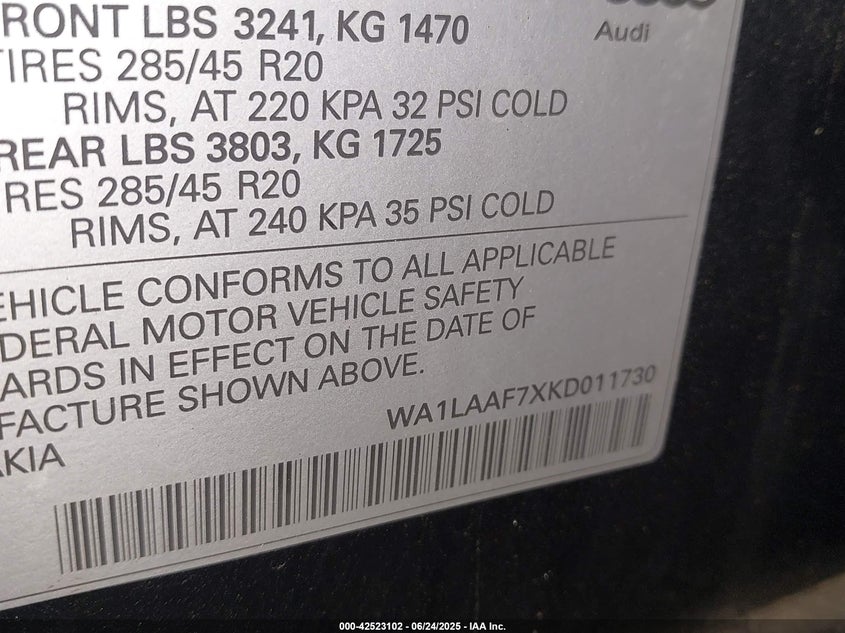 RONT LBS 3241, KG 1470
Audi
TIRES 285/45 R20
RIMS, AT 220 KPA 32 PSI COLD
REAR LBS 3803, KG 1725
RES 285/45 R20
RIMS, AT 240 KPA 35 PSI COLD
EHICLE CONFORMS TO ALL APPLICABLE
DERAL MOTOR VEHICLE SAFETY
ARDS IN EFFECT ON THE DATE OF
FACTURE SHOWN ABOVE.
WA1LAAF7XKD011730
AKIA
000-42523102 - 06/24/2025 - IAA Inc.